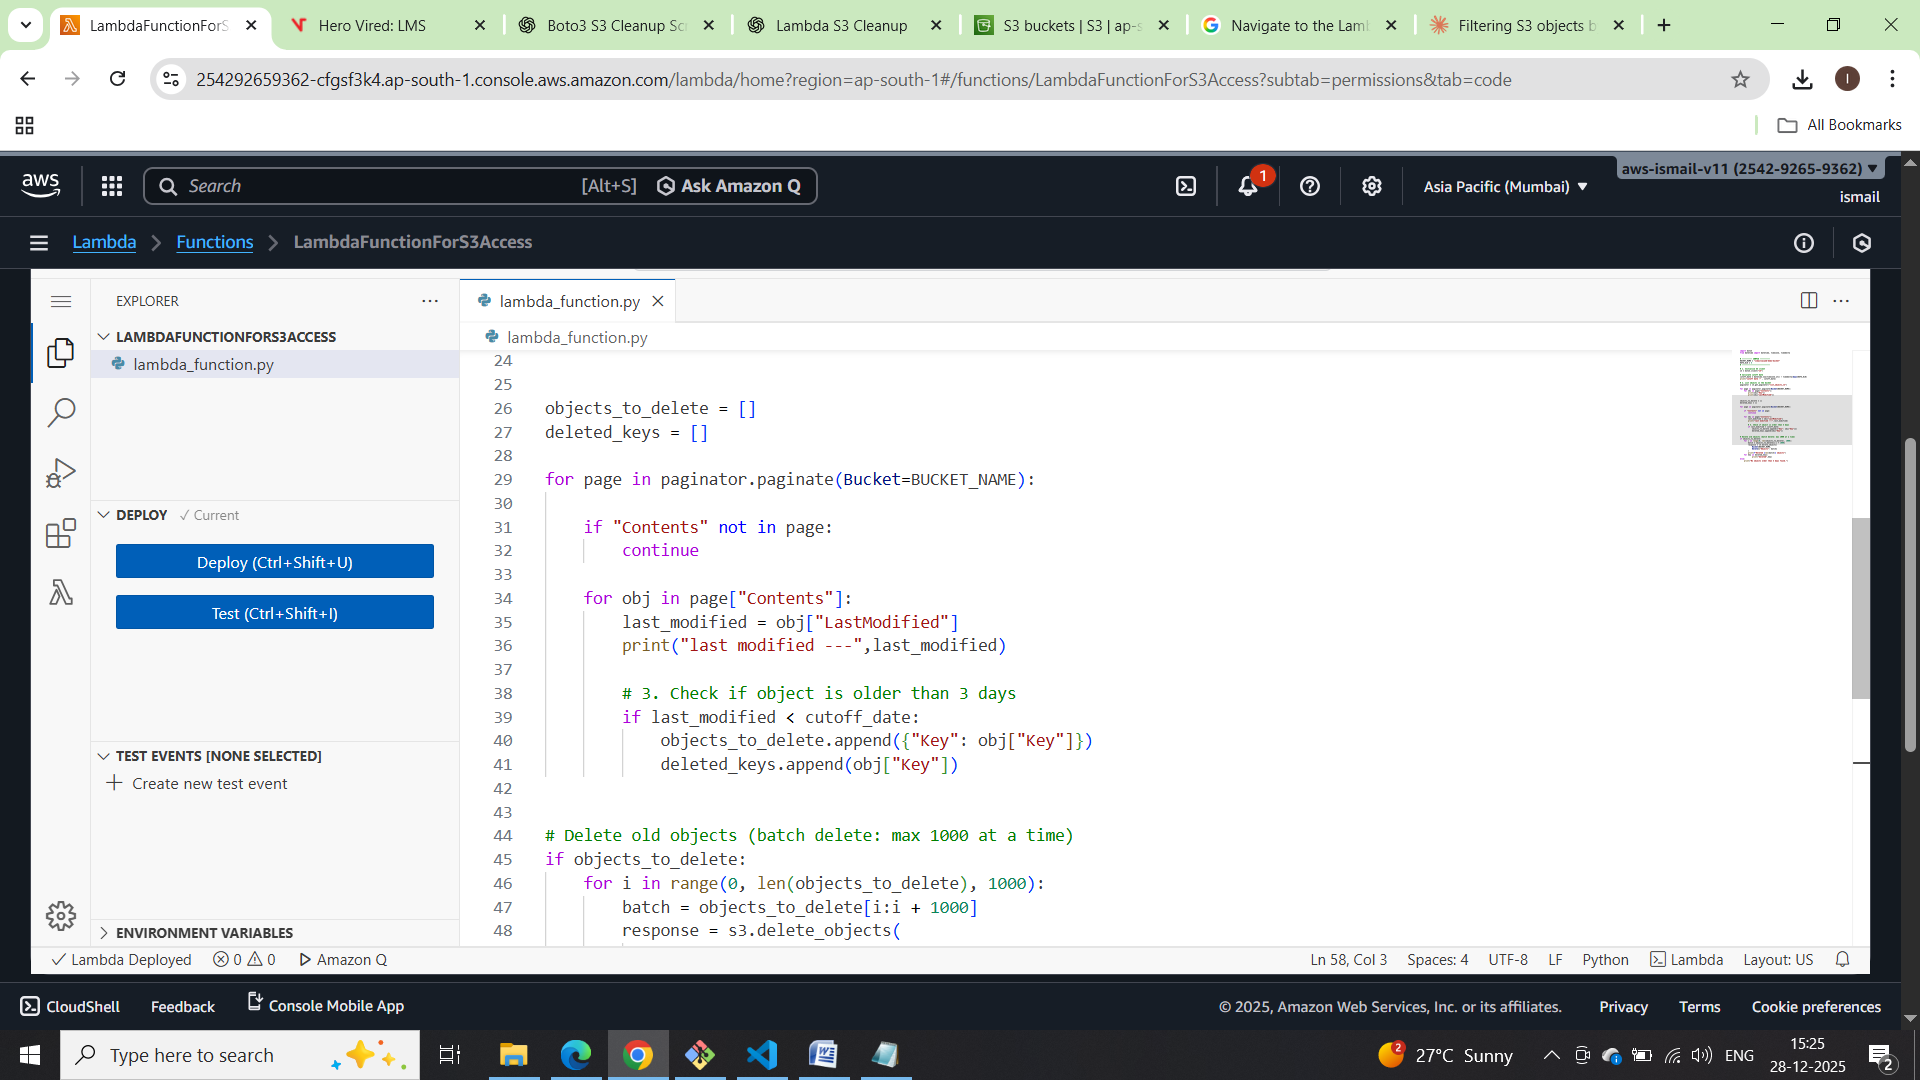 LambdaFunctionForS
Hero Vired: LMS
Boto3 S3 Cleanup Sc
Lambda S3 Cleanup
S3 buckets | S3 | ap-s
Navigate to the Lamb
Filtering S3 objects b
254292659362-cfgsf3k4.ap-south-1.console.aws.amazon.com/lambda/home?region=ap-south-1#/functions/LambdaFunctionForS3Access?subtab=permissions&tab=code
I
All Bookmarks
aws
Search
[Alt+S]
Ask Amazon Q
1
Asia Pacific (Mumbai)
aws-ismail-v11 (2542-9265-9362)
ismail
Lambda
Functions
LambdaFunctionForS3Access
EXPLORER
LAMBDAFUNCTIONFORS3ACCESS
lambda_function.py
DEPLOY
✓ Current
Deploy (Ctrl+Shift+U)
Test (Ctrl+Shift+I)
TEST EVENTS [NONE SELECTED]
Create new test event
ENVIRONMENT VARIABLES
lambda_function.py
lambda_function.py
24
25
26 objects_to_delete = []
27 deleted_keys = []
28
29 for page in paginator.paginate(Bucket=BUCKET_NAME):
30
31 if "Contents" not in page:
32 continue
33
34 for obj in page["Contents"]:
35 last_modified = obj["LastModified"]
36 print("last modified ---",last_modified)
37
38 # 3. Check if object is older than 3 days
39 if last_modified < cutoff_date:
40 objects_to_delete.append({"Key": obj["Key"]})
41 deleted_keys.append(obj["Key"])
42
43
44 # Delete old objects (batch delete: max 1000 at a time)
45 if objects_to_delete:
46 for i in range(0, len(objects_to_delete), 1000):
47 batch = objects_to_delete[i:i + 1000]
48 response = s3.delete_objects(
Lambda Deployed
0
0
Amazon Q
Ln 58, Col 3
Spaces: 4
UTF-8
LF
Python
Lambda
Layout: US
CloudShell
Feedback
Console Mobile App
© 2025, Amazon Web Services, Inc. or its affiliates.
Privacy
Terms
Cookie preferences
Type here to search
2
27°C Sunny
ENG
15:25
28-12-2025
2